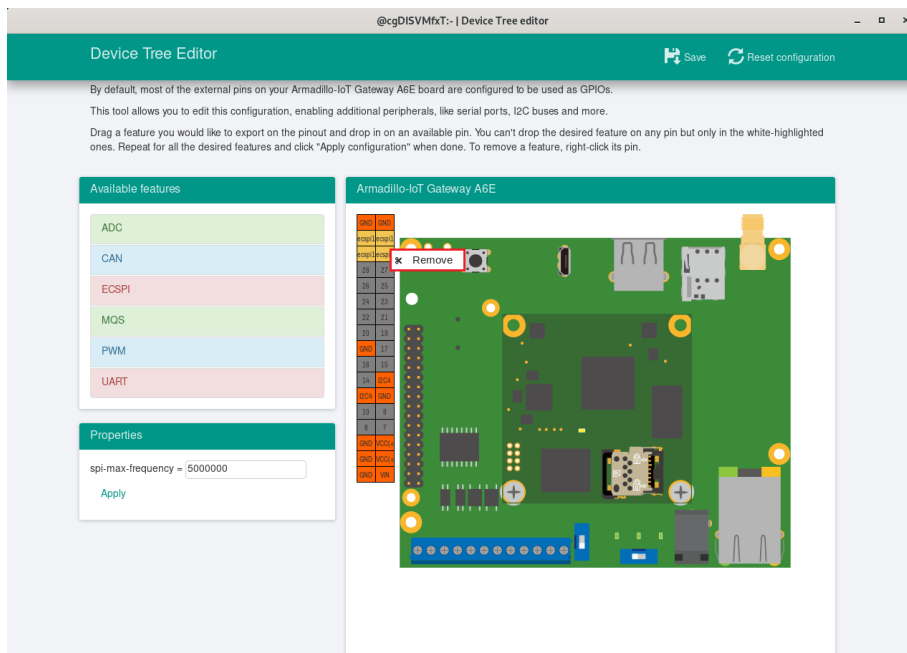 @cgDISVMfxT:- | Device Tree editor
Device Tree Editor
Save
Reset configuration
By default, most of the external pins on your Armadillo-IoT Gateway A6E board are configured to be used as GPIOs.
This tool allows you to edit this configuration, enabling additional peripherals, like serial ports, I2C buses and more.
Drag a feature you would like to export on the pinout and drop in on an available pin. You can't drop the desired feature on any pin but only in the white-highlighted
ones. Repeat for all the desired features and click "Apply configuration" when done. To remove a feature, right-click its pin.
Available features
ADC
CAN
ECSPI
MQS
PWM
UART
Properties
spi-max-frequency = 5000000
Apply
Armadillo-IoT Gateway A6E
GND GND
ecspi1 ecspi1
ecspi1 ecspi
Remove
28 27
26 25
24 23
22 21
20 19
GND 17
16 15
14 I2C4
I2C4 GND
10 9
8 7
GND VCC(+
GND VCC(+
GND VIN